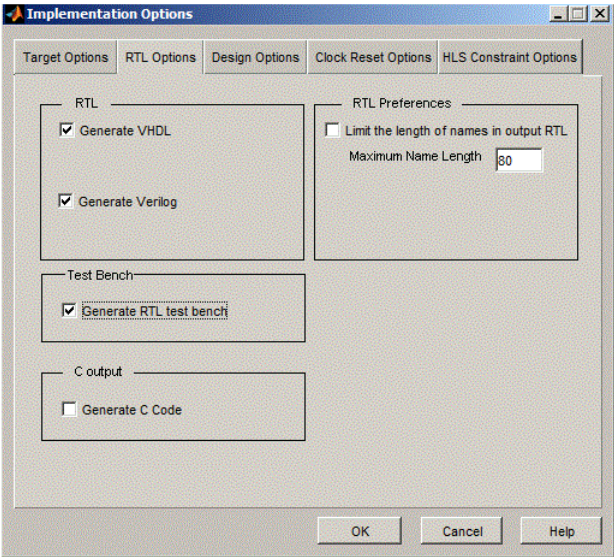 Implementation Options
Target Options RTL Options Design Options Clock Reset Options HLS Constraint Options
RTL
Generate VHDL
Generate Verilog
RTL Preferences
Limit the length of names in output RTL
Maximum Name Length 80
Test Bench
Generate RTL test bench
C output
Generate C Code
OK Cancel Help